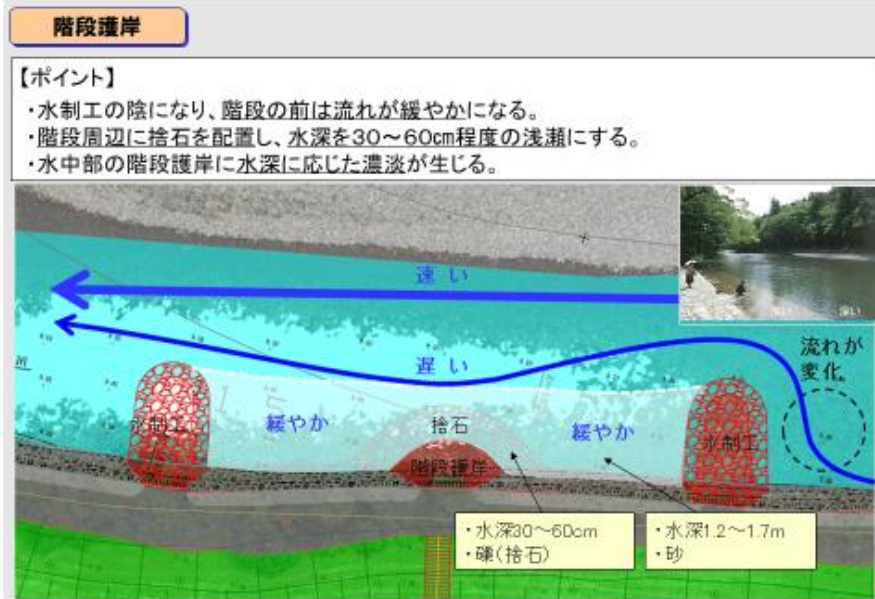 階段護岸
【ポイント】
・水制工の陰になり、階段の前は流れが緩やかになる。
・階段周辺に捨石を配置し、水深を30～60cm程度の浅瀬にする。
・水中部の階段護岸に水深に応じた濃淡が生じる。
速い
深い
流れが
変化
遅い
緩やか
捨石
緩やか
水制工
水制工
階段護岸
・水深30～60cm
・礫(捨石)
・水深1.2～1.7m
・砂